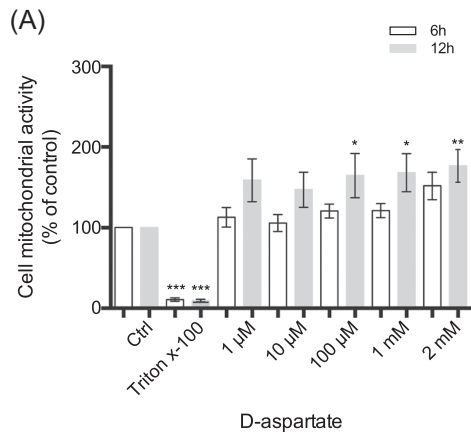 (A)
6h
12h
Cell mitochondrial activity
(% of control)
300
200
100
0
*** ***
* * **
Ctrl
Triton x-100
1 µM
10 µM
100 µM
1 mM
2 mM
D-aspartate